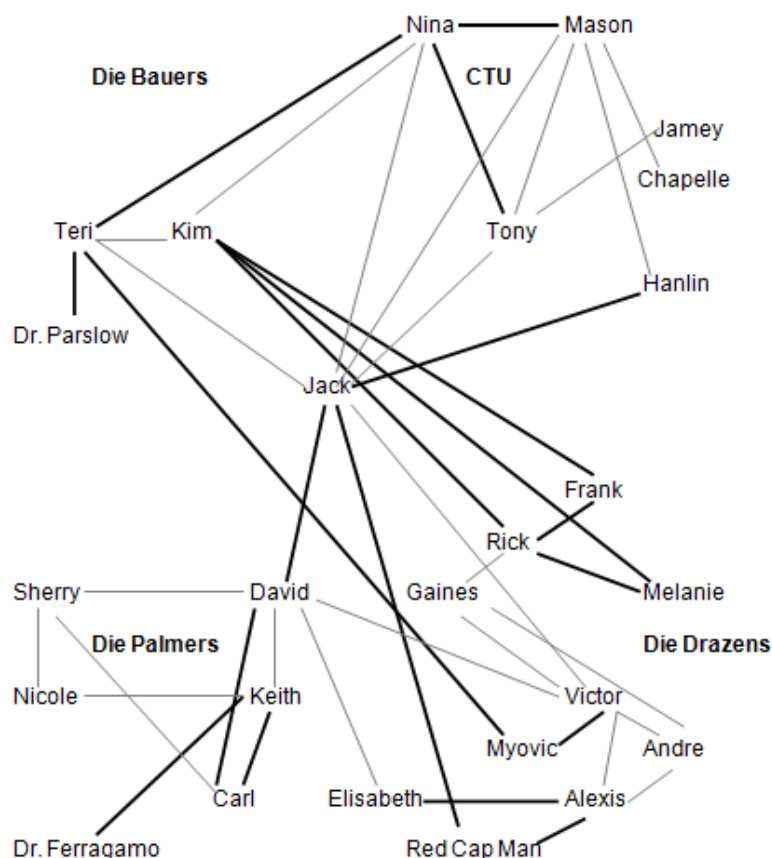 Nina Mason
Die Bauers CTU
Jamey
Chapelle
Teri Kim Tony
Hanlin
Dr. Parslow
Jack
Frank
Rick
Sherry David Gaines Melanie
Die Palmers Die Drazens
Nicole Keith Victor
Myovic Andre
Carl Elisabeth Alexis
Dr. Ferragamo Red Cap Man